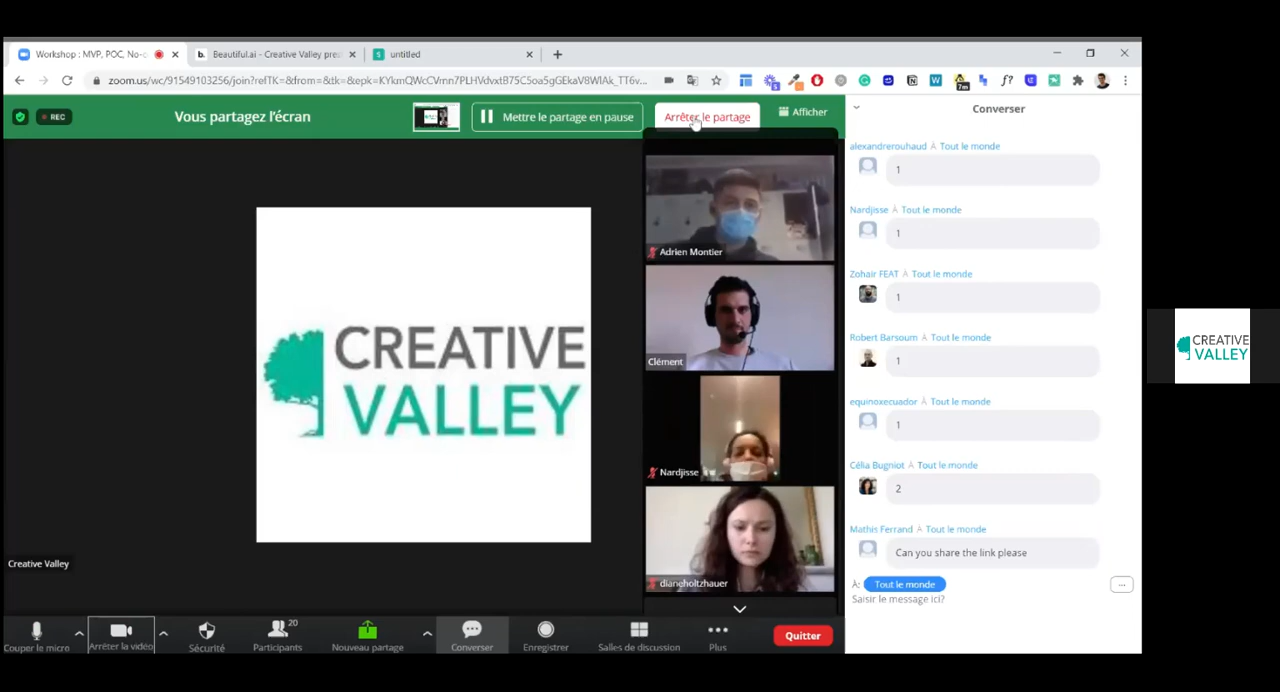 Workshop : MVP, POC, No-c
Beautiful.ai - Creative Valley pres
untitled
zoom.us/wc/91549103256/join?refTK=&from=&tk=&epk=KYkmQWcCVmn7PLHVdvxtB75C5oa5gGEkaV8WIAk_TT6v...
REC
Vous partagez l'écran
Mettre le partage en pause
Arrêter le partage
Afficher
CREATIVE
VALLEY
Creative Valley
Adrien Montier
Clément
Nardjisse
dianeholtzhauer
Converser
alexandrerouhaud À Tout le monde
1
Nardjisse À Tout le monde
1
Zohair FEAT À Tout le monde
1
Robert Barsoum À Tout le monde
1
equinoxecuador À Tout le monde
1
Célia Bugniot À Tout le monde
2
Mathis Ferrand À Tout le monde
Can you share the link please
À: Tout le monde
Saisir le message ici?
CREATIVE
VALLEY
Couper le micro
Arrêter la vidéo
Sécurité
Participants 20
Nouveau partage
Converser
Enregistrer
Salles de discussion
Plus
Quitter